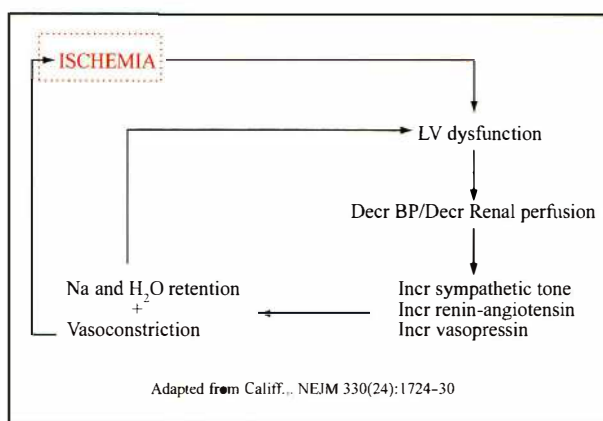 ISCHEMIA
LV dysfunction
Decr BP/Decr Renal perfusion
Incr sympathetic tone
Incr renin-angiotensin
Incr vasopressin
Na and H₂O retention
+
Vasoconstriction
Adapted from Califf... NEJM 330(24):1724–30